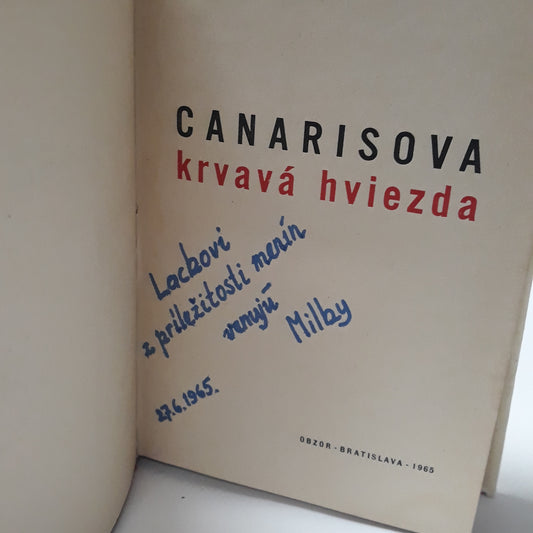 CANARISOVA
krvavá hviezda
Lackovi
z príležitosti menín
venujú
Milby
27.6.1965.
OBZOR - BRATISLAVA - 1965